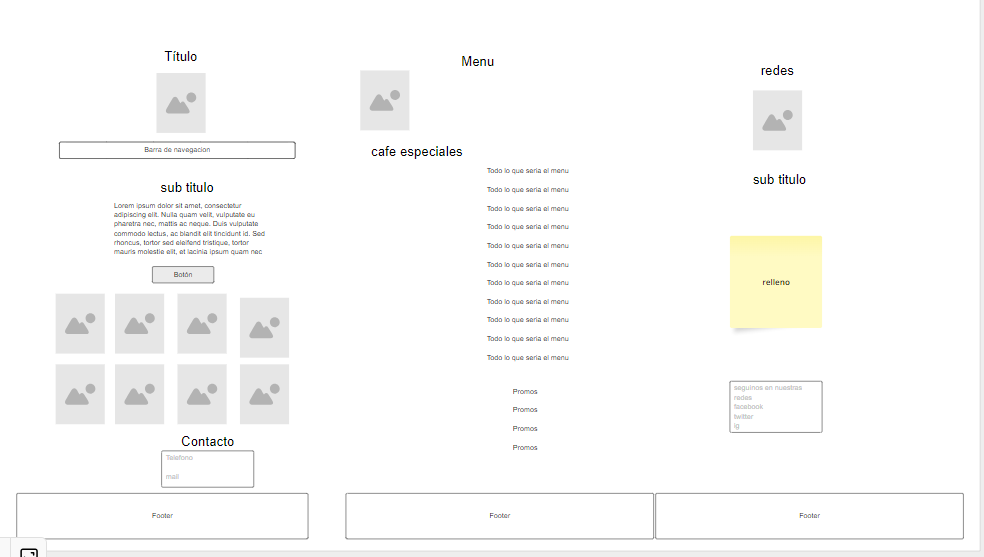 Título
Barra de navegacion
sub titulo
Lorem ipsum dolor sit amet, consectetur
adipiscing elit. Nulla quam velit, vulputate eu
pharetra nec, mattis ac neque. Duis vulputate
commodo lectus, ac blandit elit tincidunt id. Sed
rhoncus, tortor sed eleifend tristique, tortor
mauris molestie elit, et lacinia ipsum quam nec
Botón
Contacto
Telefono
mail
Footer
Menu
cafe especiales
Todo lo que seria el menu
Todo lo que seria el menu
Todo lo que seria el menu
Todo lo que seria el menu
Todo lo que seria el menu
Todo lo que seria el menu
Todo lo que seria el menu
Todo lo que seria el menu
Todo lo que seria el menu
Todo lo que seria el menu
Todo lo que seria el menu
Promos
Promos
Promos
Promos
Footer
redes
sub titulo
relleno
seguinos en nuestras
redes
facebook
twitter
ig
Footer